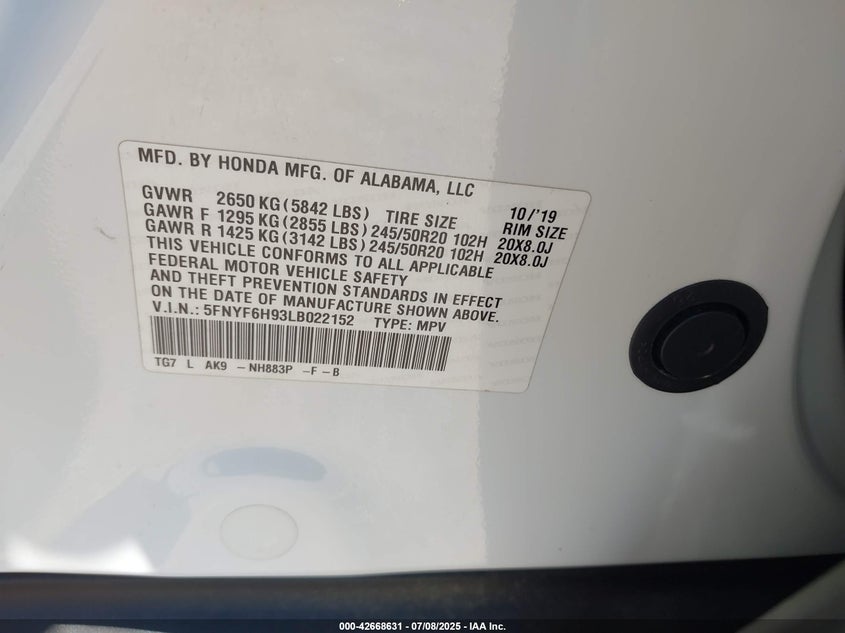 MFD. BY HONDA MFG. OF ALABAMA, LLC
GVWR 2650 KG (5842 LBS) TIRE SIZE 10/'19 RIM SIZE
GAWR F 1295 KG (2855 LBS) 245/50R20 102H 20X8.0J
GAWR R 1425 KG (3142 LBS) 245/50R20 102H 20X8.0J
THIS VEHICLE CONFORMS TO ALL APPLICABLE
FEDERAL MOTOR VEHICLE SAFETY
AND THEFT PREVENTION STANDARDS IN EFFECT
ON THE DATE OF MANUFACTURE SHOWN ABOVE.
V.I.N.: 5FNYF6H93LB022152 TYPE: MPV
TG7 L AK9 -NH883P -F-B
000-42668631 - 07/08/2025 - IAA Inc.